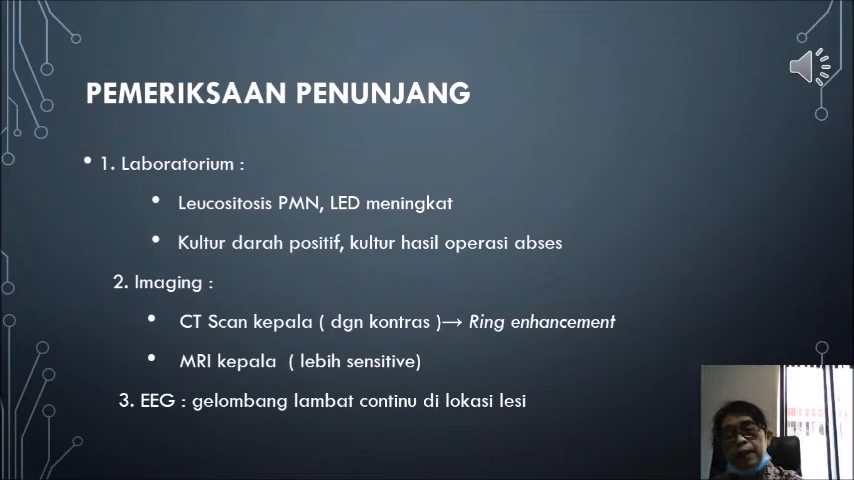 PEMERIKSAAN PENUNJANG
• 1. Laboratorium :
• Leucositosis PMN, LED meningkat
• Kultur darah positif, kultur hasil operasi abses
2. Imaging :
• CT Scan kepala ( dgn kontras )→ Ring enhancement
• MRI kepala ( lebih sensitive)
3. EEG : gelombang lambat continu di lokasi lesi